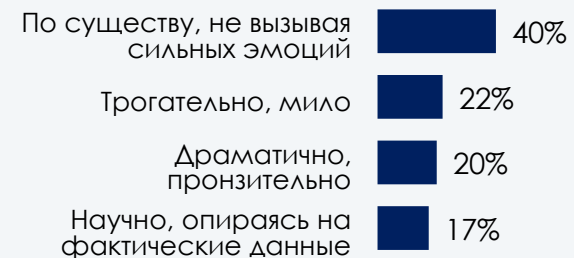 По существу, не вызывая
сильных эмоций
40%
Трогательно, мило
22%
Драматично,
пронзительно
20%
Научно, опираясь на
фактические данные
17%